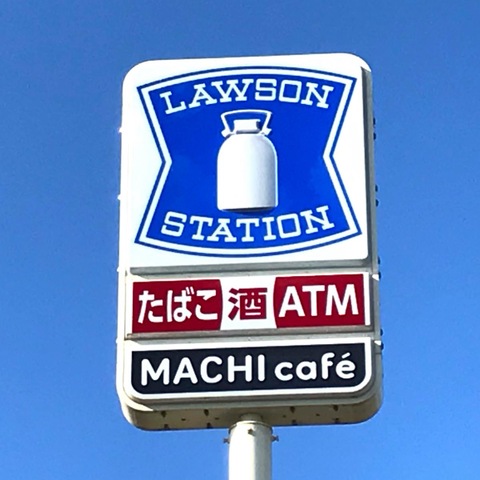 LAWSON
STATION
たばこ 酒 ATM
MACHI café